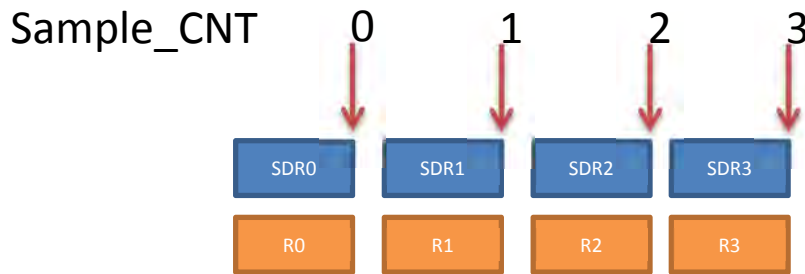 Sample_CNT 0 1 2 3
SDR0 SDR1 SDR2 SDR3
R0 R1 R2 R3